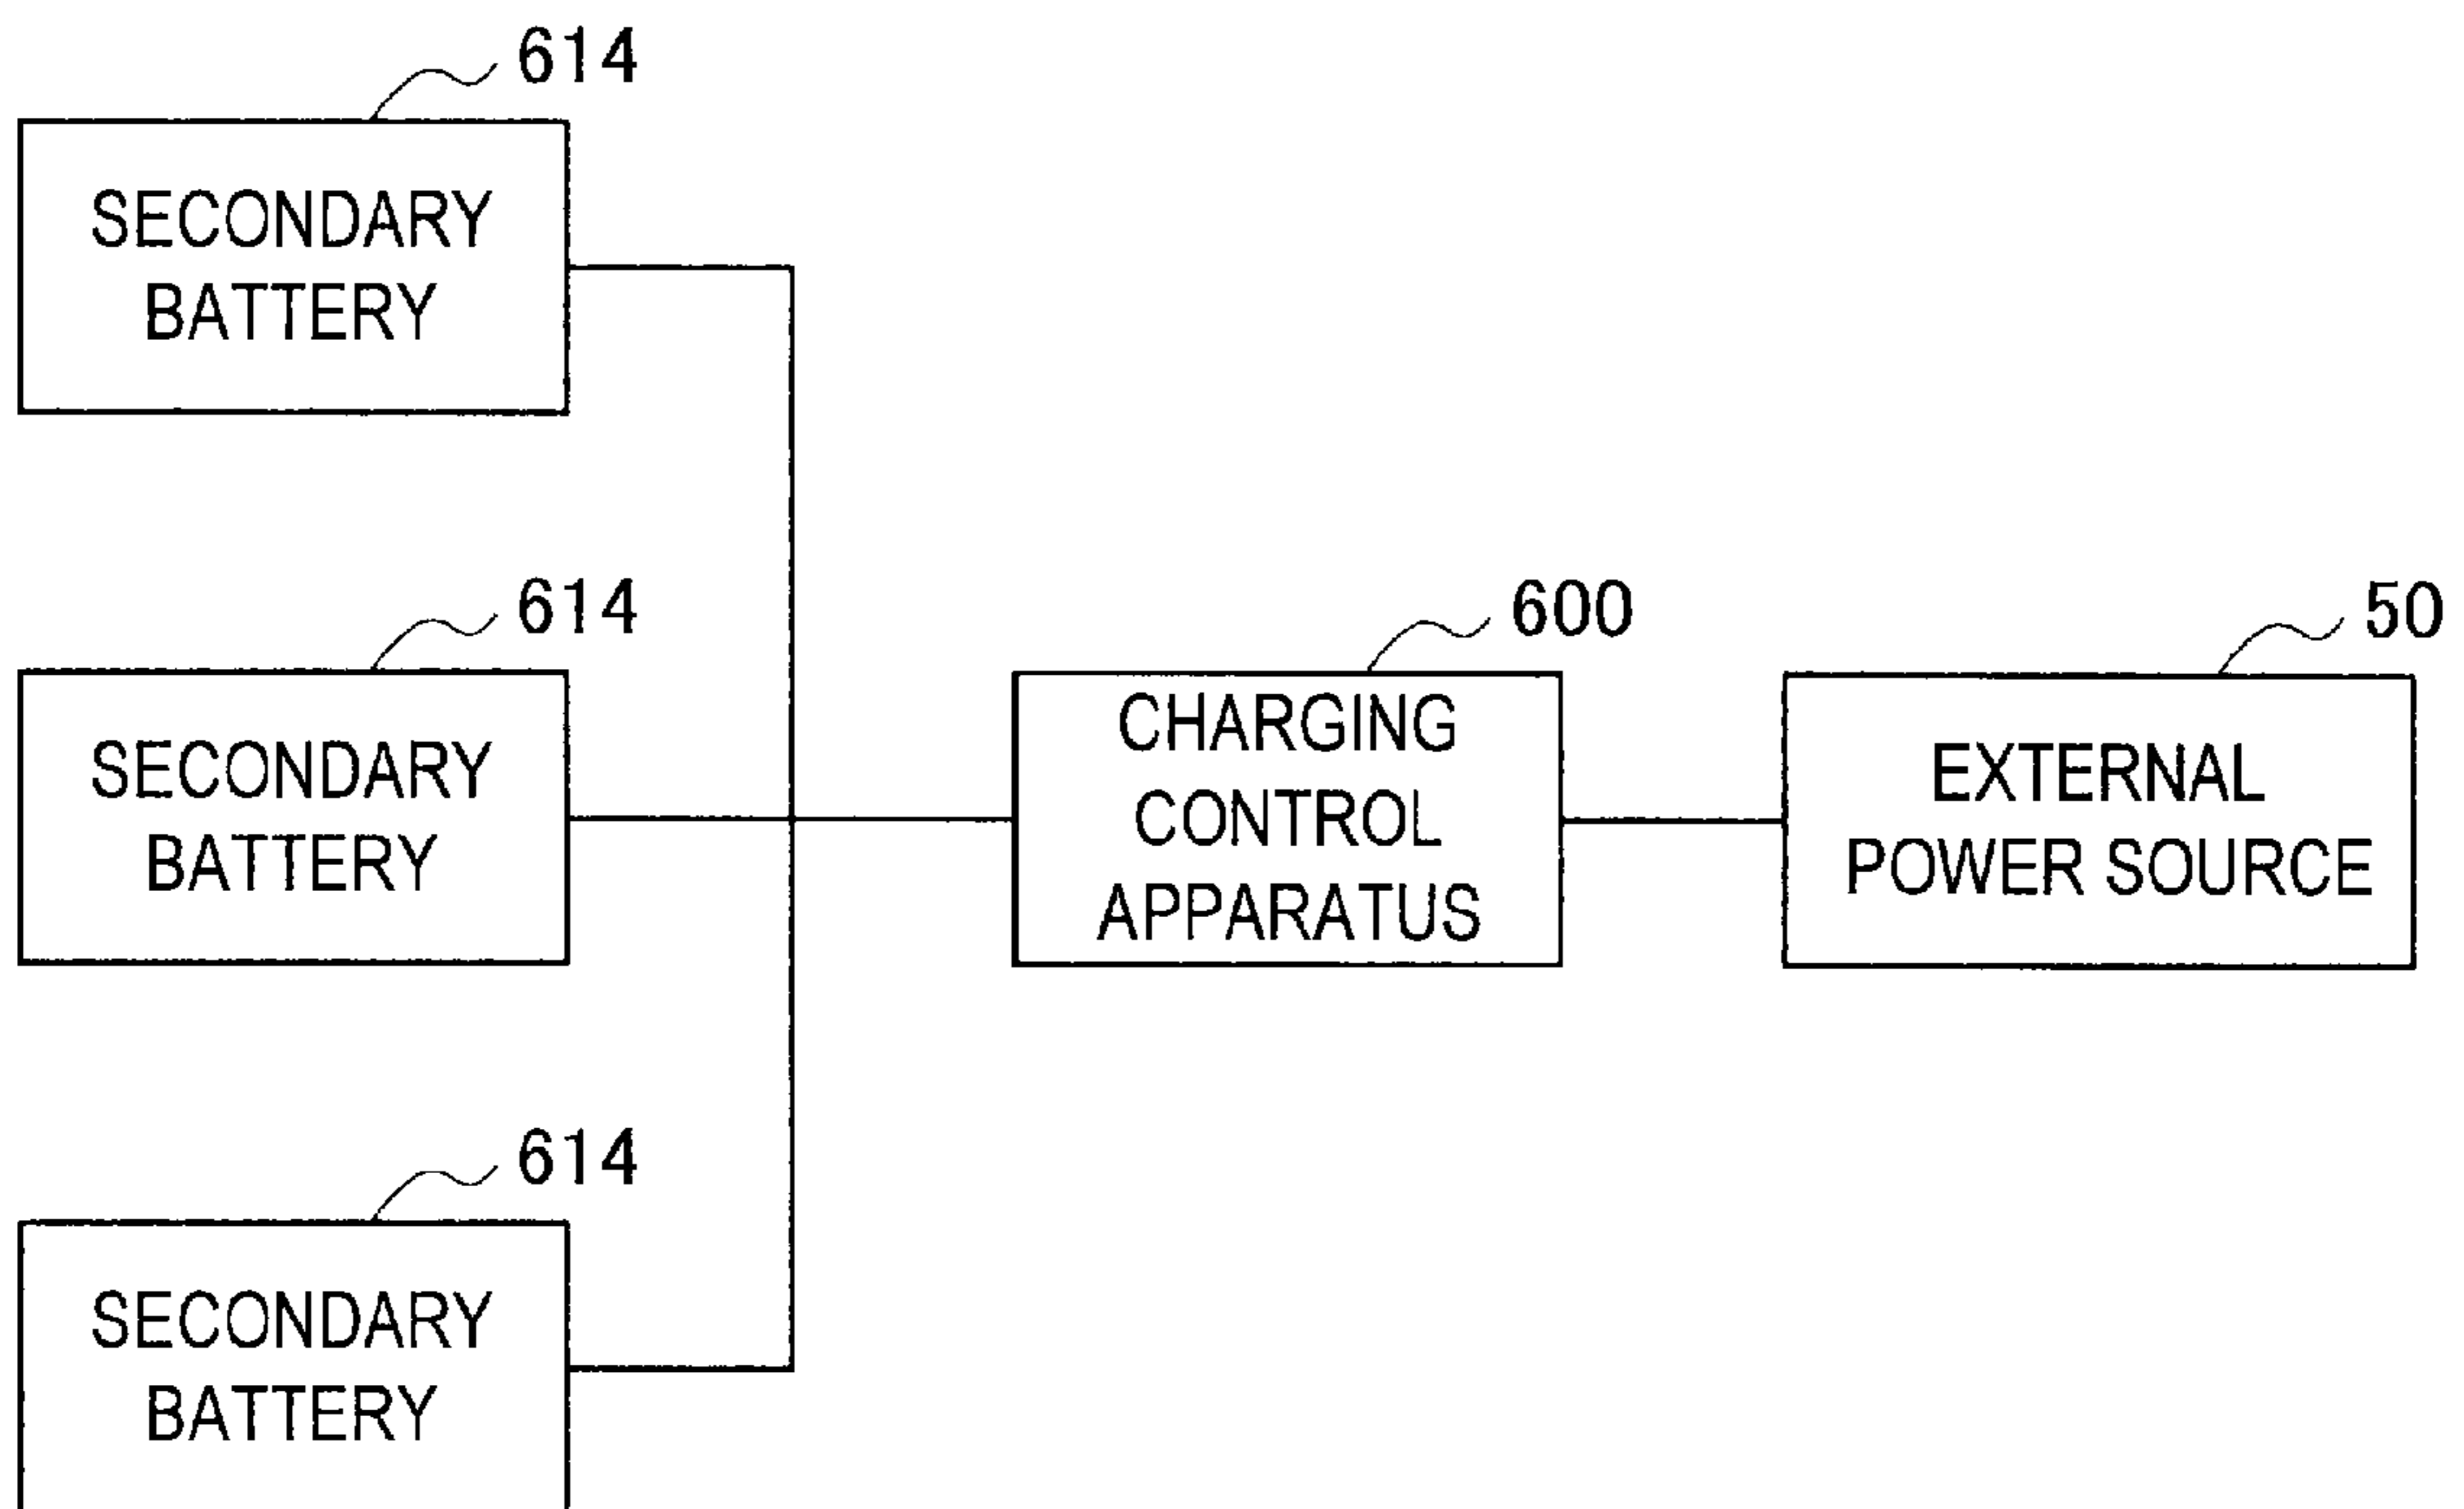 614
SECONDARY
BATTERY
614
SECONDARY
BATTERY
600
CHARGING
CONTROL
APPARATUS
50
EXTERNAL
POWER SOURCE
614
SECONDARY
BATTERY